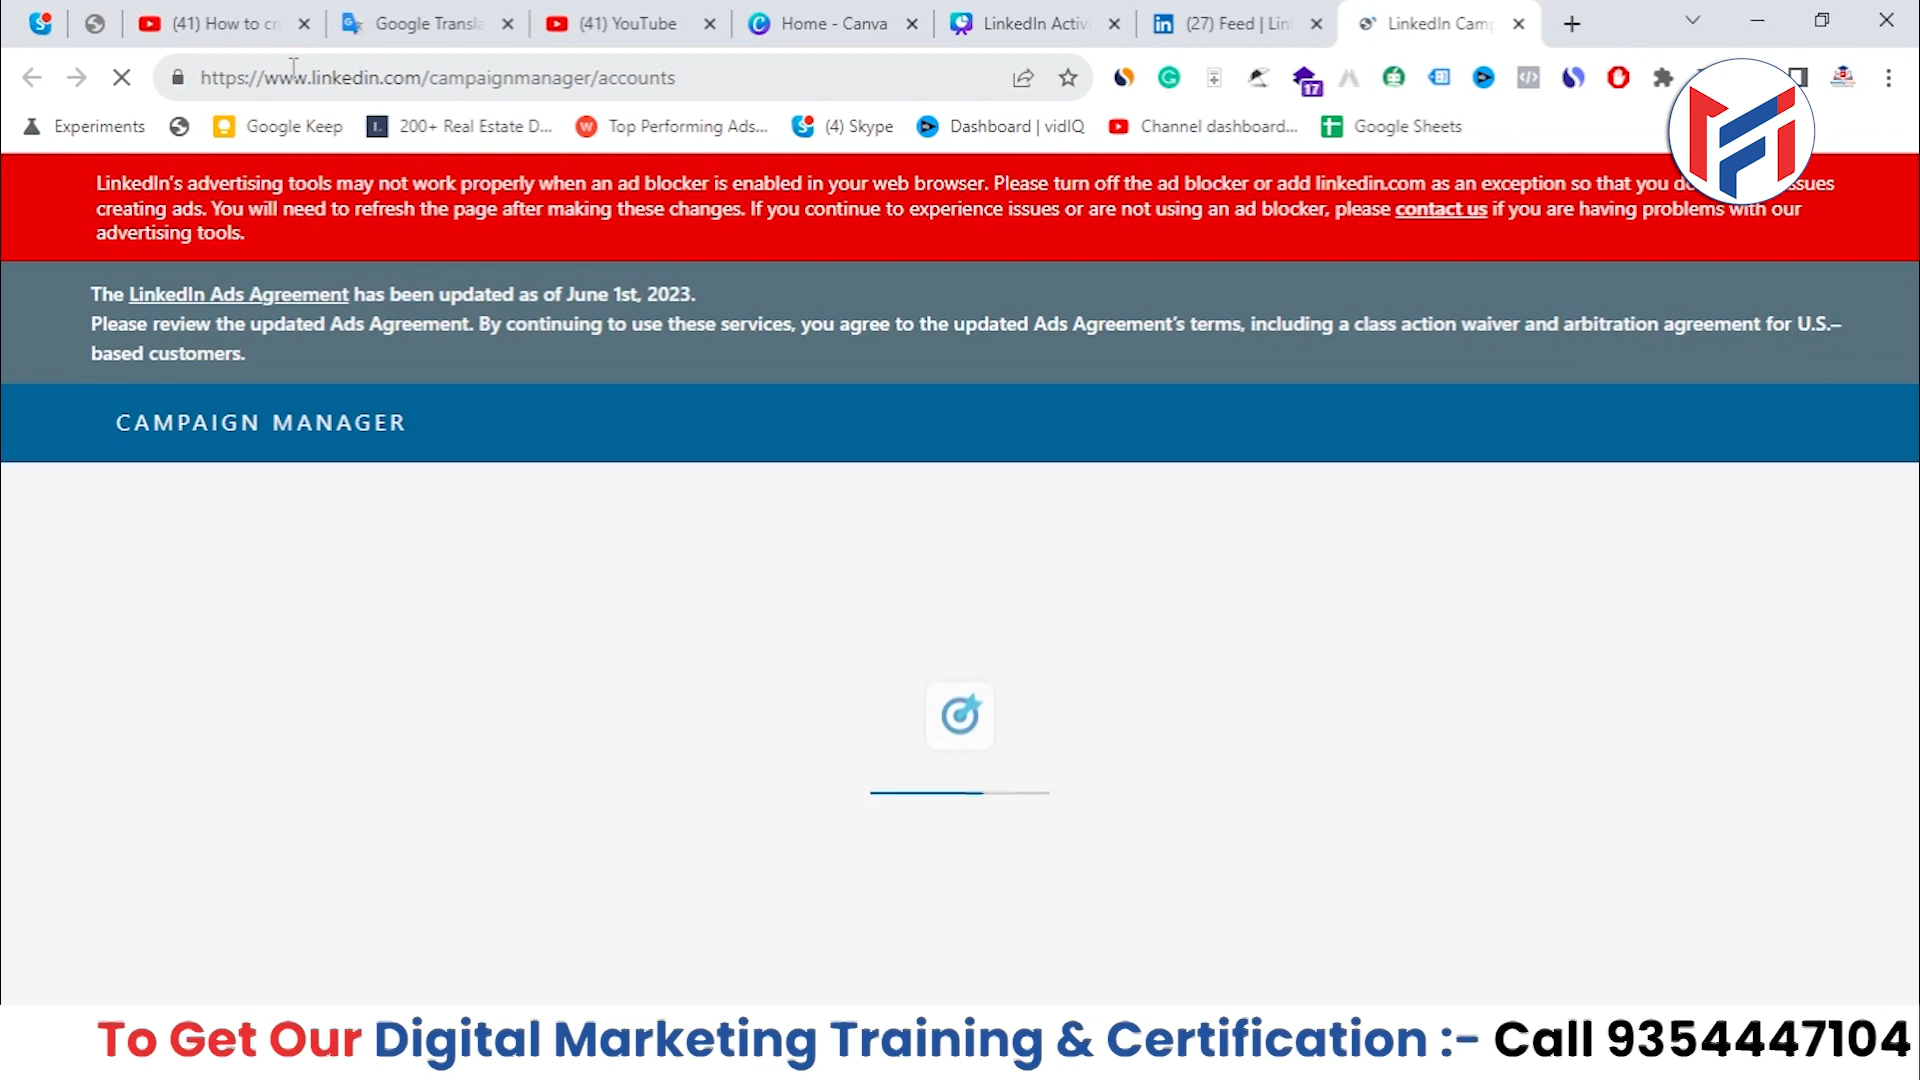 (41) How to cr
Google Transla
(41) YouTube
Home - Canva
LinkedIn Activ
(27) Feed | Lin
LinkedIn Camp
https://www.linkedin.com/campaignmanager/accounts
17
Experiments
Google Keep
200+ Real Estate D...
Top Performing Ads...
(4) Skype
Dashboard | vidIQ
Channel dashboard...
Google Sheets
LinkedIn’s advertising tools may not work properly when an ad blocker is enabled in your web browser. Please turn off the ad blocker or add linkedin.com as an exception so that you d ssues
creating ads. You will need to refresh the page after making these changes. If you continue to experience issues or are not using an ad blocker, please contact us if you are having problems with our
advertising tools.
The LinkedIn Ads Agreement has been updated as of June 1st, 2023.
Please review the updated Ads Agreement. By continuing to use these services, you agree to the updated Ads Agreement’s terms, including a class action waiver and arbitration agreement for U.S.–
based customers.
CAMPAIGN MANAGER
To Get Our Digital Marketing Training & Certification :- Call 9354447104